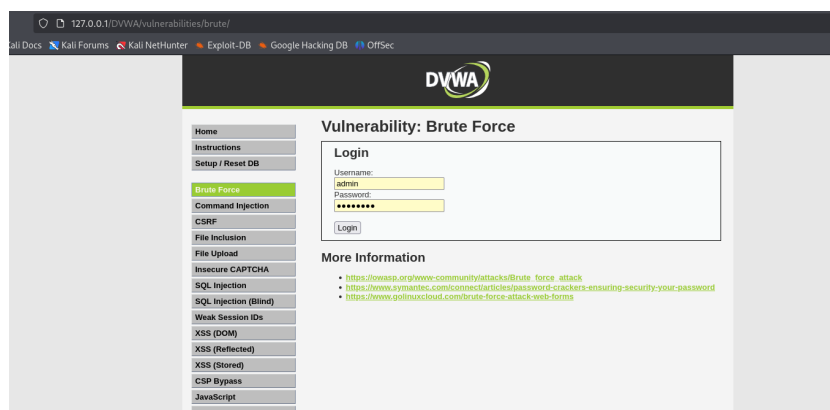 127.0.0.1/DVWA/vulnerabilities/brute/
Kali Docs Kali Forums Kali NetHunter Exploit-DB Google Hacking DB OffSec
DVWA
Home
Instructions
Setup / Reset DB
Brute Force
Command Injection
CSRF
File Inclusion
File Upload
Insecure CAPTCHA
SQL Injection
SQL Injection (Blind)
Weak Session IDs
XSS (DOM)
XSS (Reflected)
XSS (Stored)
CSP Bypass
JavaScript
Vulnerability: Brute Force
Login
Username:
admin
Password:
••••••••
Login
More Information
• https://owasp.org/www-community/attacks/Brute_force_attack
• https://www.symantec.com/connect/articles/password-crackers-ensuring-security-your-password
• https://www.golinuxcloud.com/brute-force-attack-web-forms